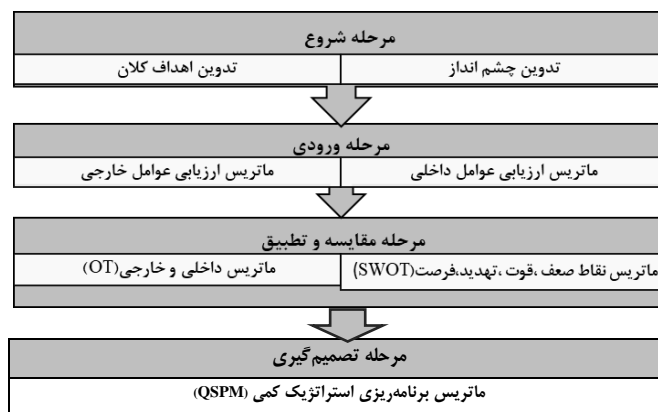 مرحله شروع
تدوین چشم انداز
تدوین اهداف کلان
مرحله ورودی
ماتریس ارزیابی عوامل داخلی
ماتریس ارزیابی عوامل خارجی
مرحله مقایسه و تطبیق
ماتریس نقاط صعف ،قوت ،تهدید،فرصت(SWOT)
ماتریس داخلی و خارجی(OT)
مرحله تصمیم‌گیری
ماتریس برنامه‌ریزی استراتژیک کمی (QSPM)